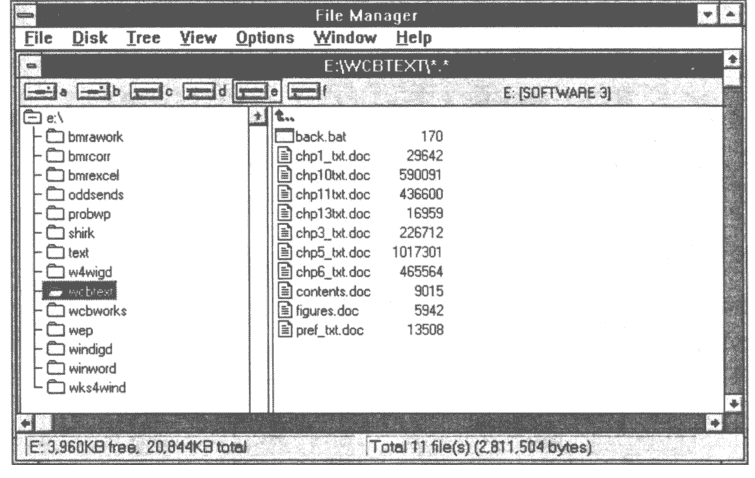 File Manager
File Disk Tree View Options Window Help
E:\WCBTEXT\*.*
a b c d e f E: [SOFTWARE 3]
e:\
bmrawork
bmrcorr
bmrexcel
oddsends
probwp
shirk
text
w4wigd
wcbtext
wcbworks
wep
windigd
winword
wks4wind
..
back.bat 170
chp1_txt.doc 29642
chp10txt.doc 590091
chp11txt.doc 436600
chp13txt.doc 16959
chp3_txt.doc 226712
chp5_txt.doc 1017301
chp6_txt.doc 465564
contents.doc 9015
figures.doc 5942
pref_txt.doc 13508
E: 3,960KB free, 20,844KB total Total 11 file(s) (2,811,504 bytes)